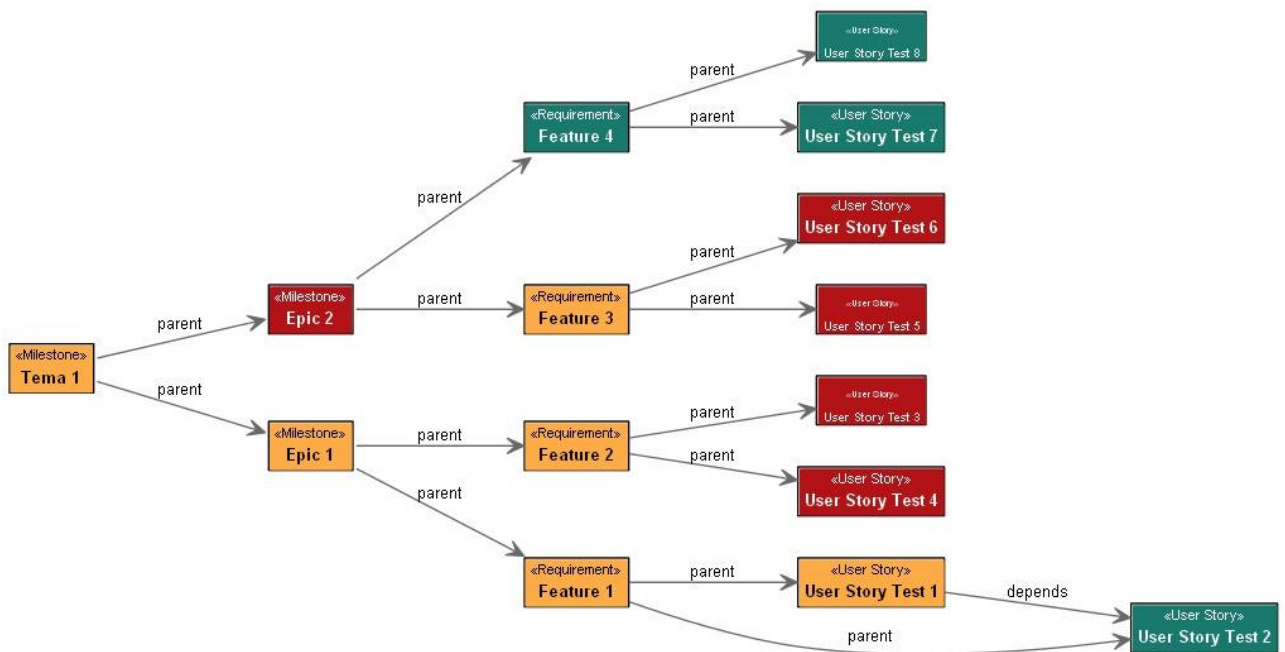 «User Story»
User Story Test 8
parent
«Requirement»
Feature 4
parent
«User Story»
User Story Test 7
parent
«User Story»
User Story Test 6
parent
«Milestone»
Epic 2
parent
«Requirement»
Feature 3
parent
«User Story»
User Story Test 5
parent
«Milestone»
Tema 1
parent
«User Story»
User Story Test 3
parent
«Milestone»
Epic 1
parent
«Requirement»
Feature 2
parent
«User Story»
User Story Test 4
parent
«Requirement»
Feature 1
parent
«User Story»
User Story Test 1
depends
«User Story»
User Story Test 2
parent